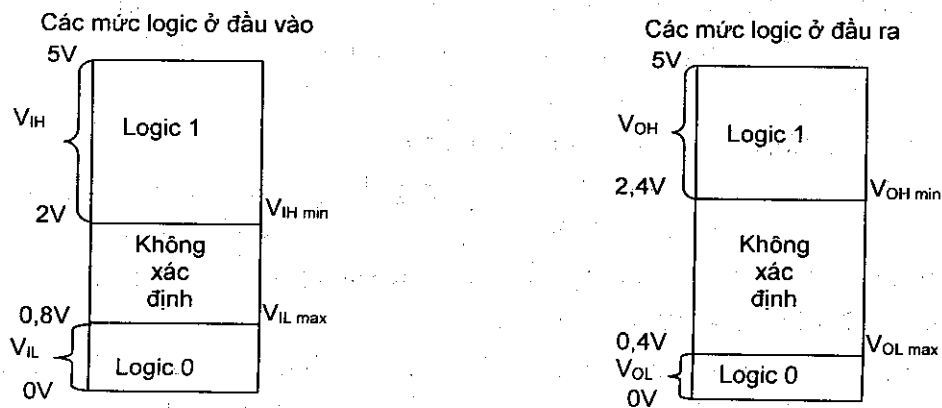 Các mức logic ở đầu vào
5V
V_IH
Logic 1
2V
V_IH min
Không
xác
định
0,8V
V_IL max
V_IL
Logic 0
0V
Các mức logic ở đầu ra
5V
V_OH
Logic 1
2,4V
V_OH min
Không
xác
định
0,4V
V_OL max
V_OL
Logic 0
0V